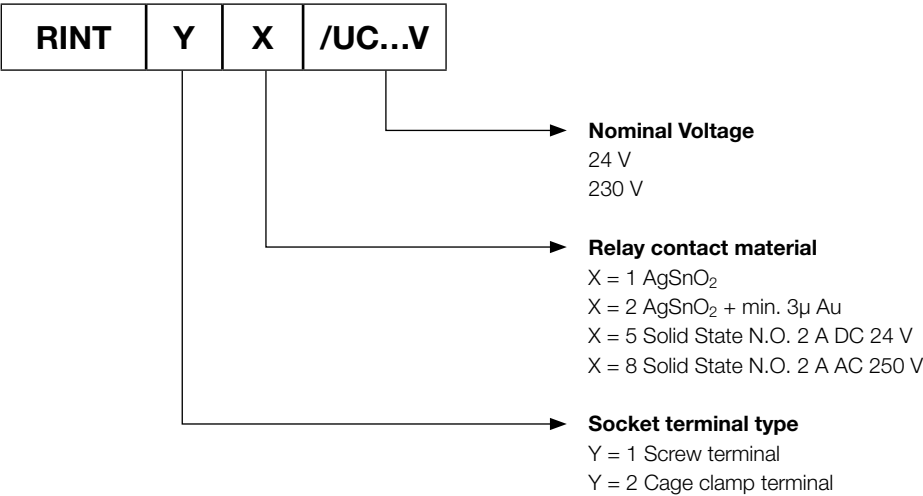 RINT Y X /UC...V
Nominal Voltage
24 V
230 V
Relay contact material
X = 1 AgSnO₂
X = 2 AgSnO₂ + min. 3µ Au
X = 5 Solid State N.O. 2 A DC 24 V
X = 8 Solid State N.O. 2 A AC 250 V
Socket terminal type
Y = 1 Screw terminal
Y = 2 Cage clamp terminal